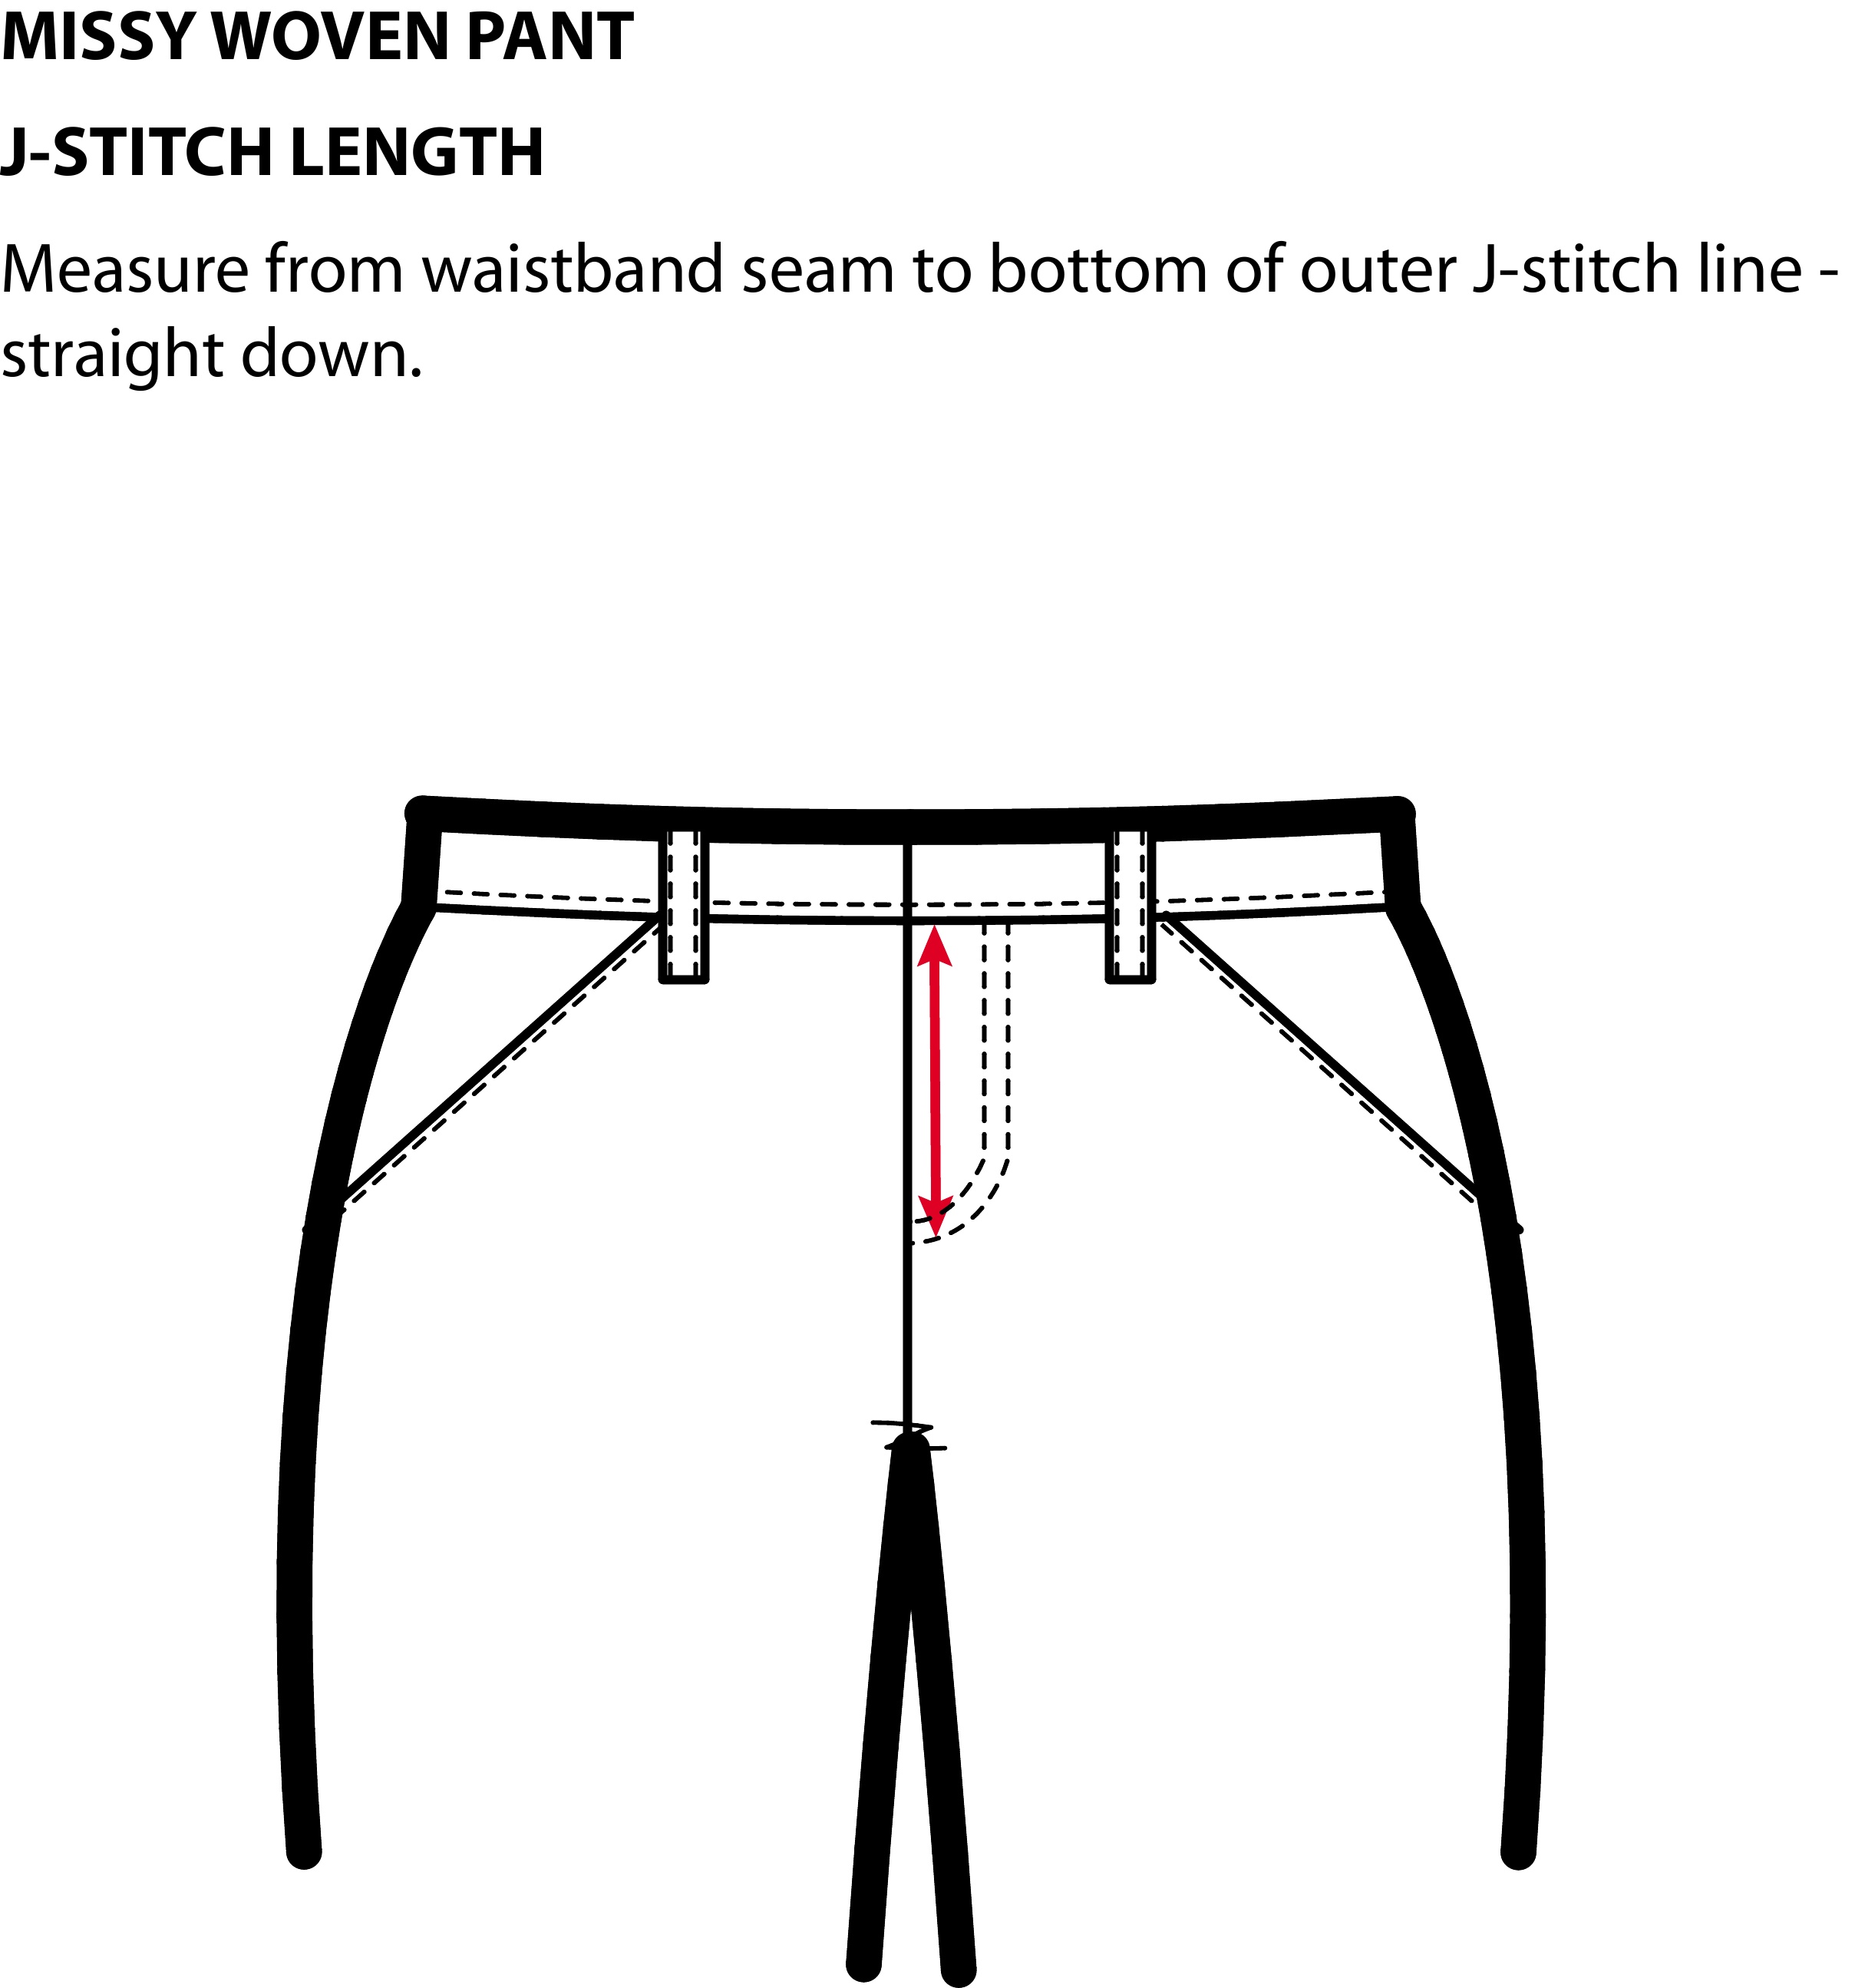 MISSY WOVEN PANT
J-STITCH LENGTH
Measure from waistband seam to bottom of outer J-stitch line -
straight down.